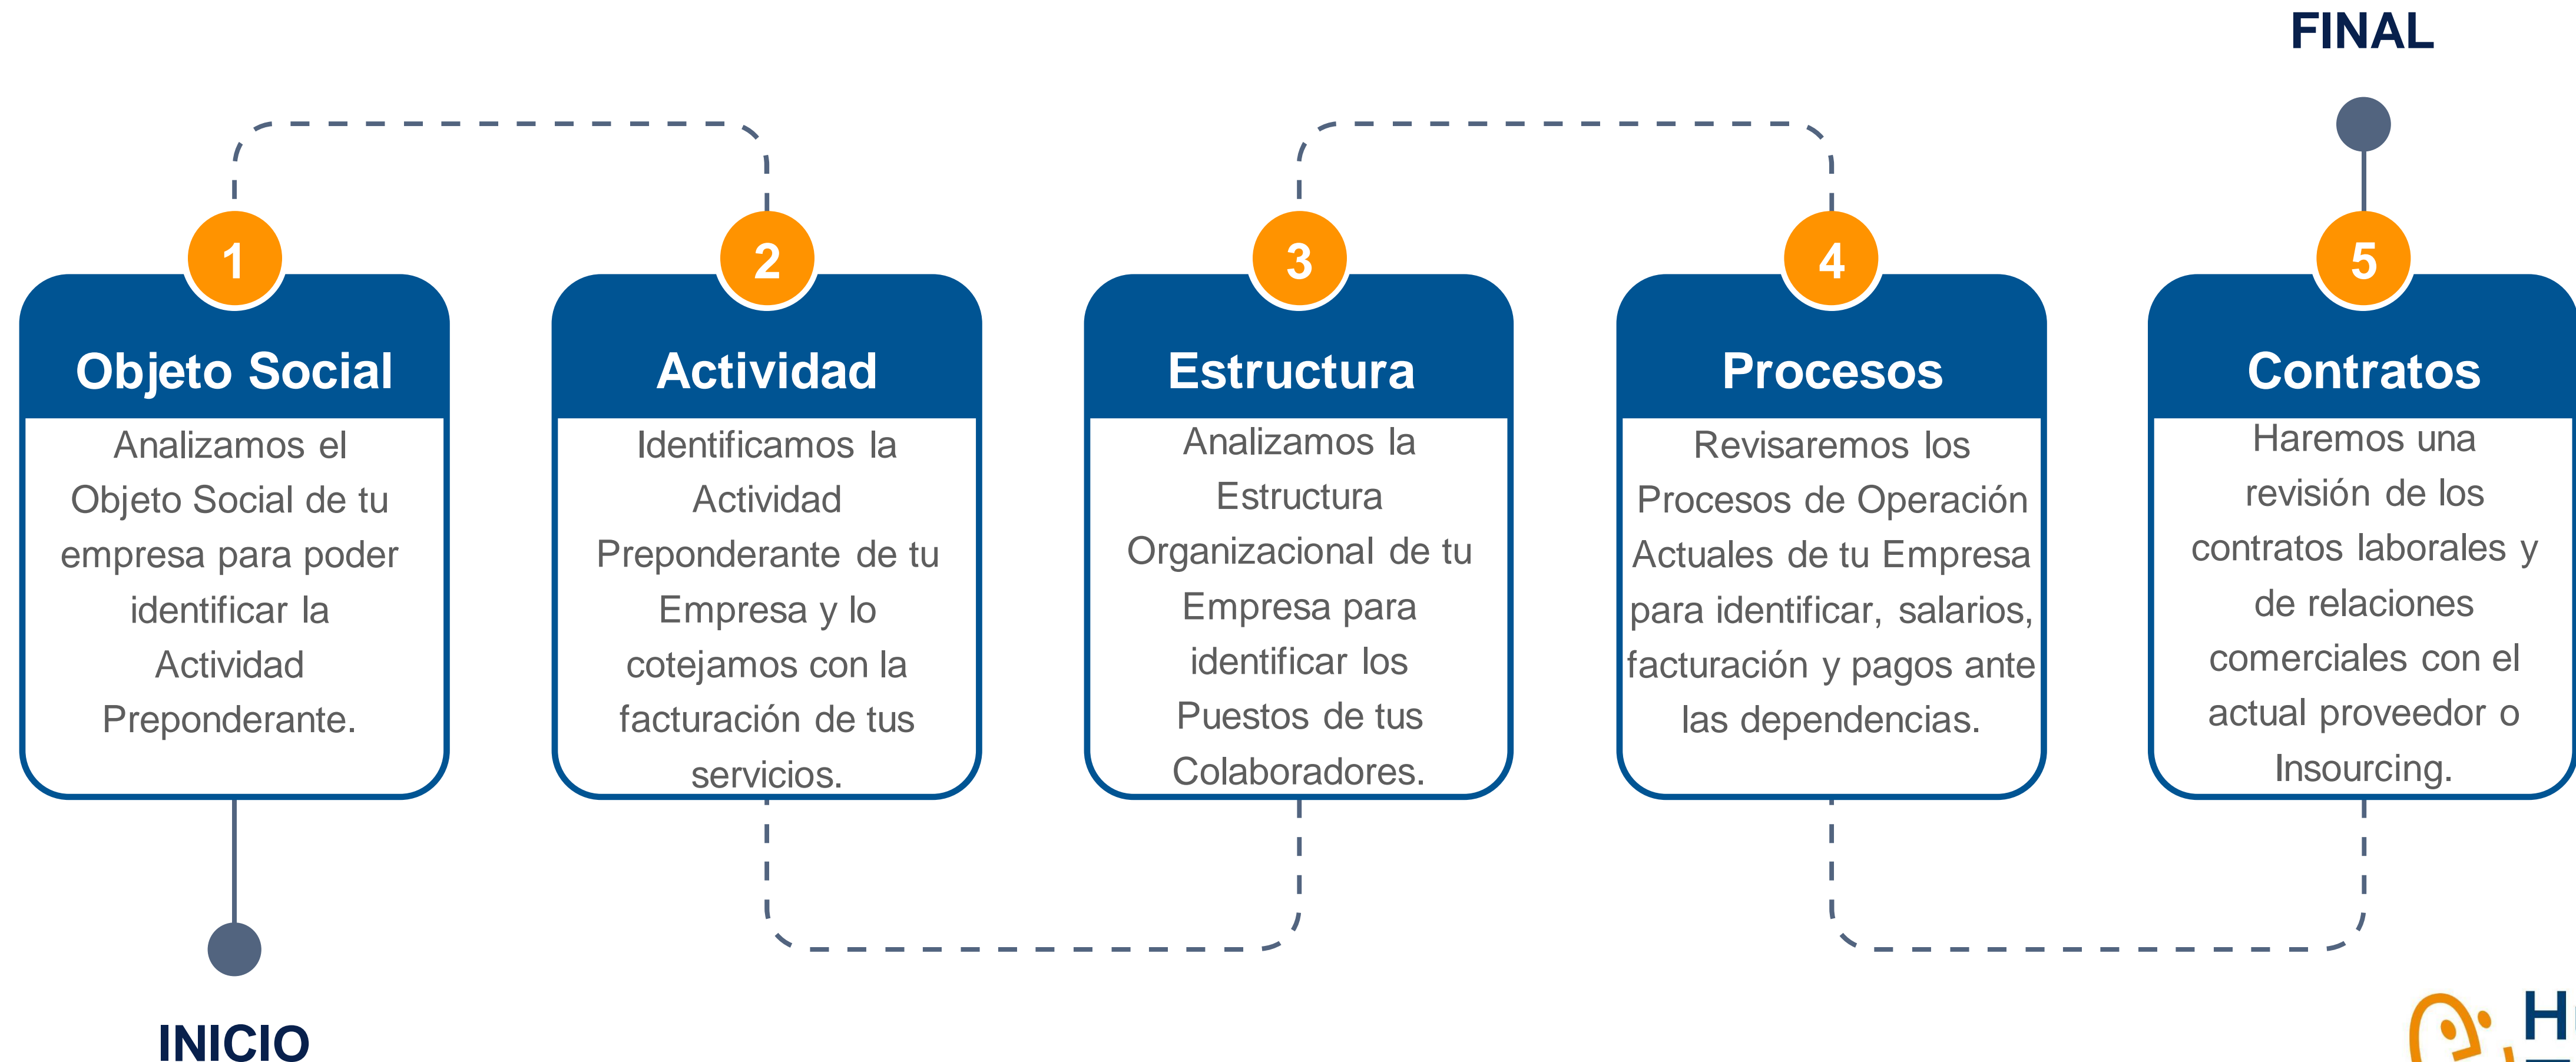 FINAL
1
Objeto Social
Analizamos el
Objeto Social de tu
empresa para poder
identificar la
Actividad
Preponderante.
2
Actividad
Identificamos la
Actividad
Preponderante de tu
Empresa y lo
cotejamos con la
facturación de tus
servicios.
3
Estructura
Analizamos la
Estructura
Organizacional de tu
Empresa para
identificar los
Puestos de tus
Colaboradores.
4
Procesos
Revisaremos los
Procesos de Operación
Actuales de tu Empresa
para identificar, salarios,
facturación y pagos ante
las dependencias.
5
Contratos
Haremos una
revisión de los
contratos laborales y
de relaciones
comerciales con el
actual proveedor o
Insourcing.
INICIO